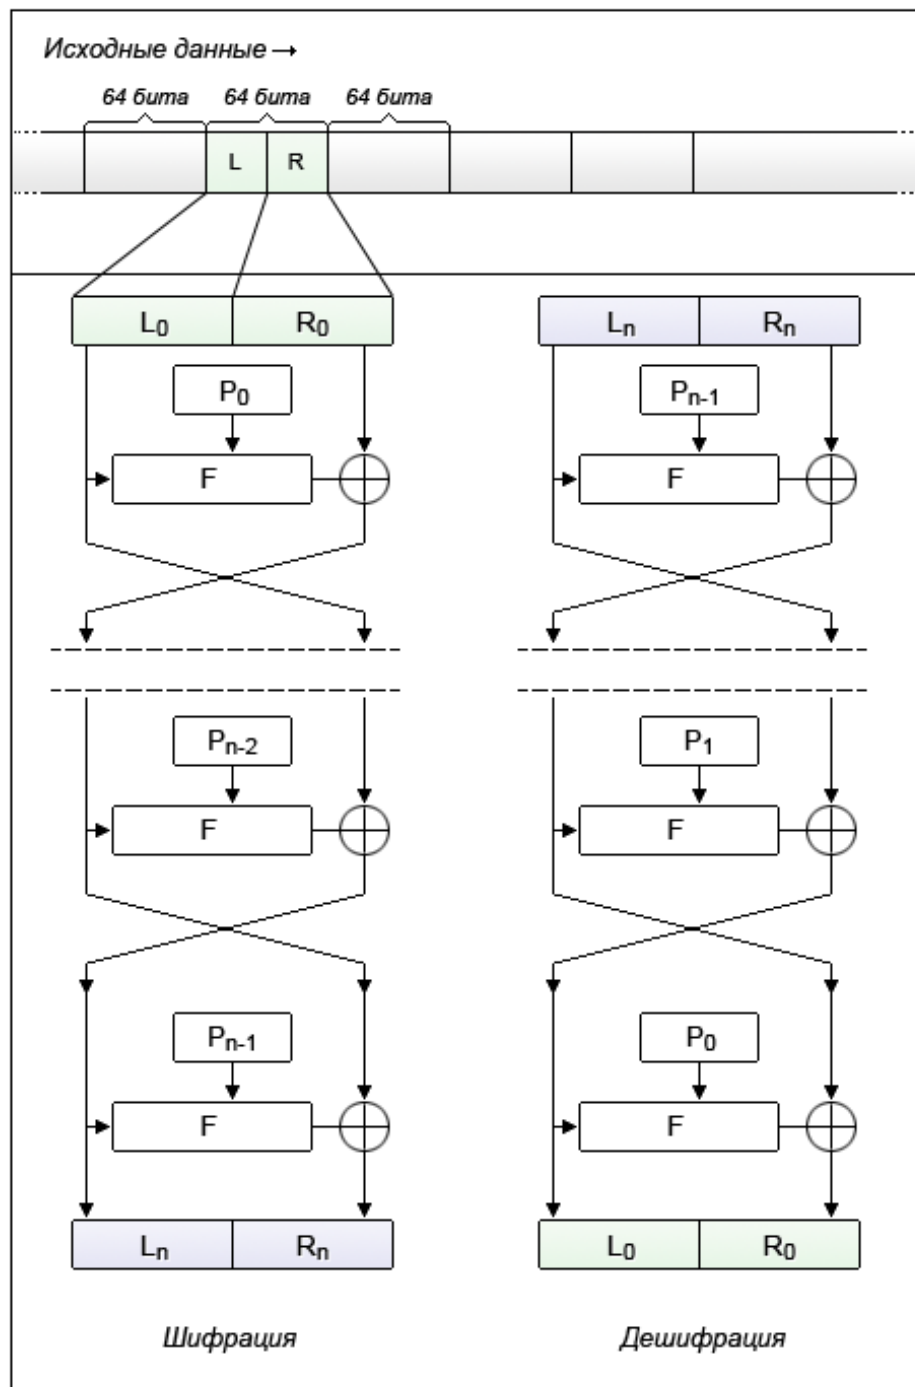 Исходные данные →
64 бита 64 бита 64 бита
L R
L₀ R₀ Lₙ Rₙ
P₀ Pₙ₋₁
F F
Pₙ₋₂ P₁
F F
Pₙ₋₁ P₀
F F
Lₙ Rₙ L₀ R₀
Шифрация Дешифрация